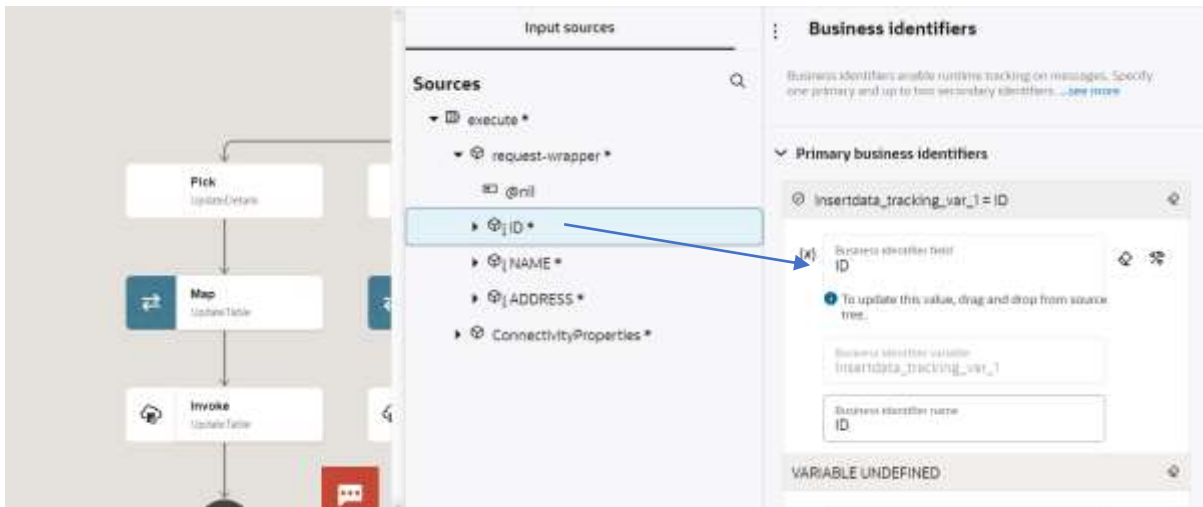 Pick
UpdateDetails
Map
UpdateTable
Invoke
UpdateTable
Input sources
Sources
execute *
request-wrapper *
@nil
ID *
NAME *
ADDRESS *
ConnectivityProperties *
Business identifiers
Business identifiers enable runtime tracking on messages. Specify
one primary and up to two secondary identifiers. ...see more
Primary business identifiers
Insertdata_tracking_var_1 = ID
(x)
Business identifier field
ID
To update this value, drag and drop from source
tree.
Business identifier variable
Insertdata_tracking_var_1
Business identifier name
ID
VARIABLE UNDEFINED